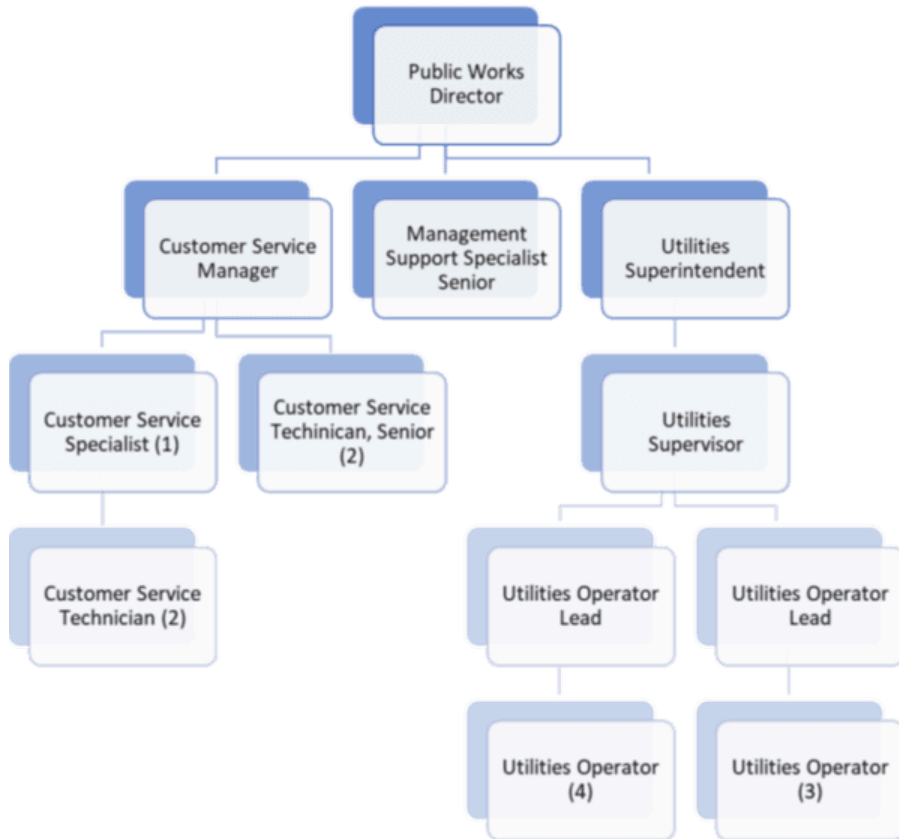 Public Works
Director
Customer Service
Manager
Management
Support Specialist
Senior
Utilities
Superintendent
Customer Service
Specialist (1)
Customer Service
Techinican, Senior
(2)
Utilities
Supervisor
Customer Service
Technician (2)
Utilities Operator
Lead
Utilities Operator
Lead
Utilities Operator
(4)
Utilities Operator
(3)